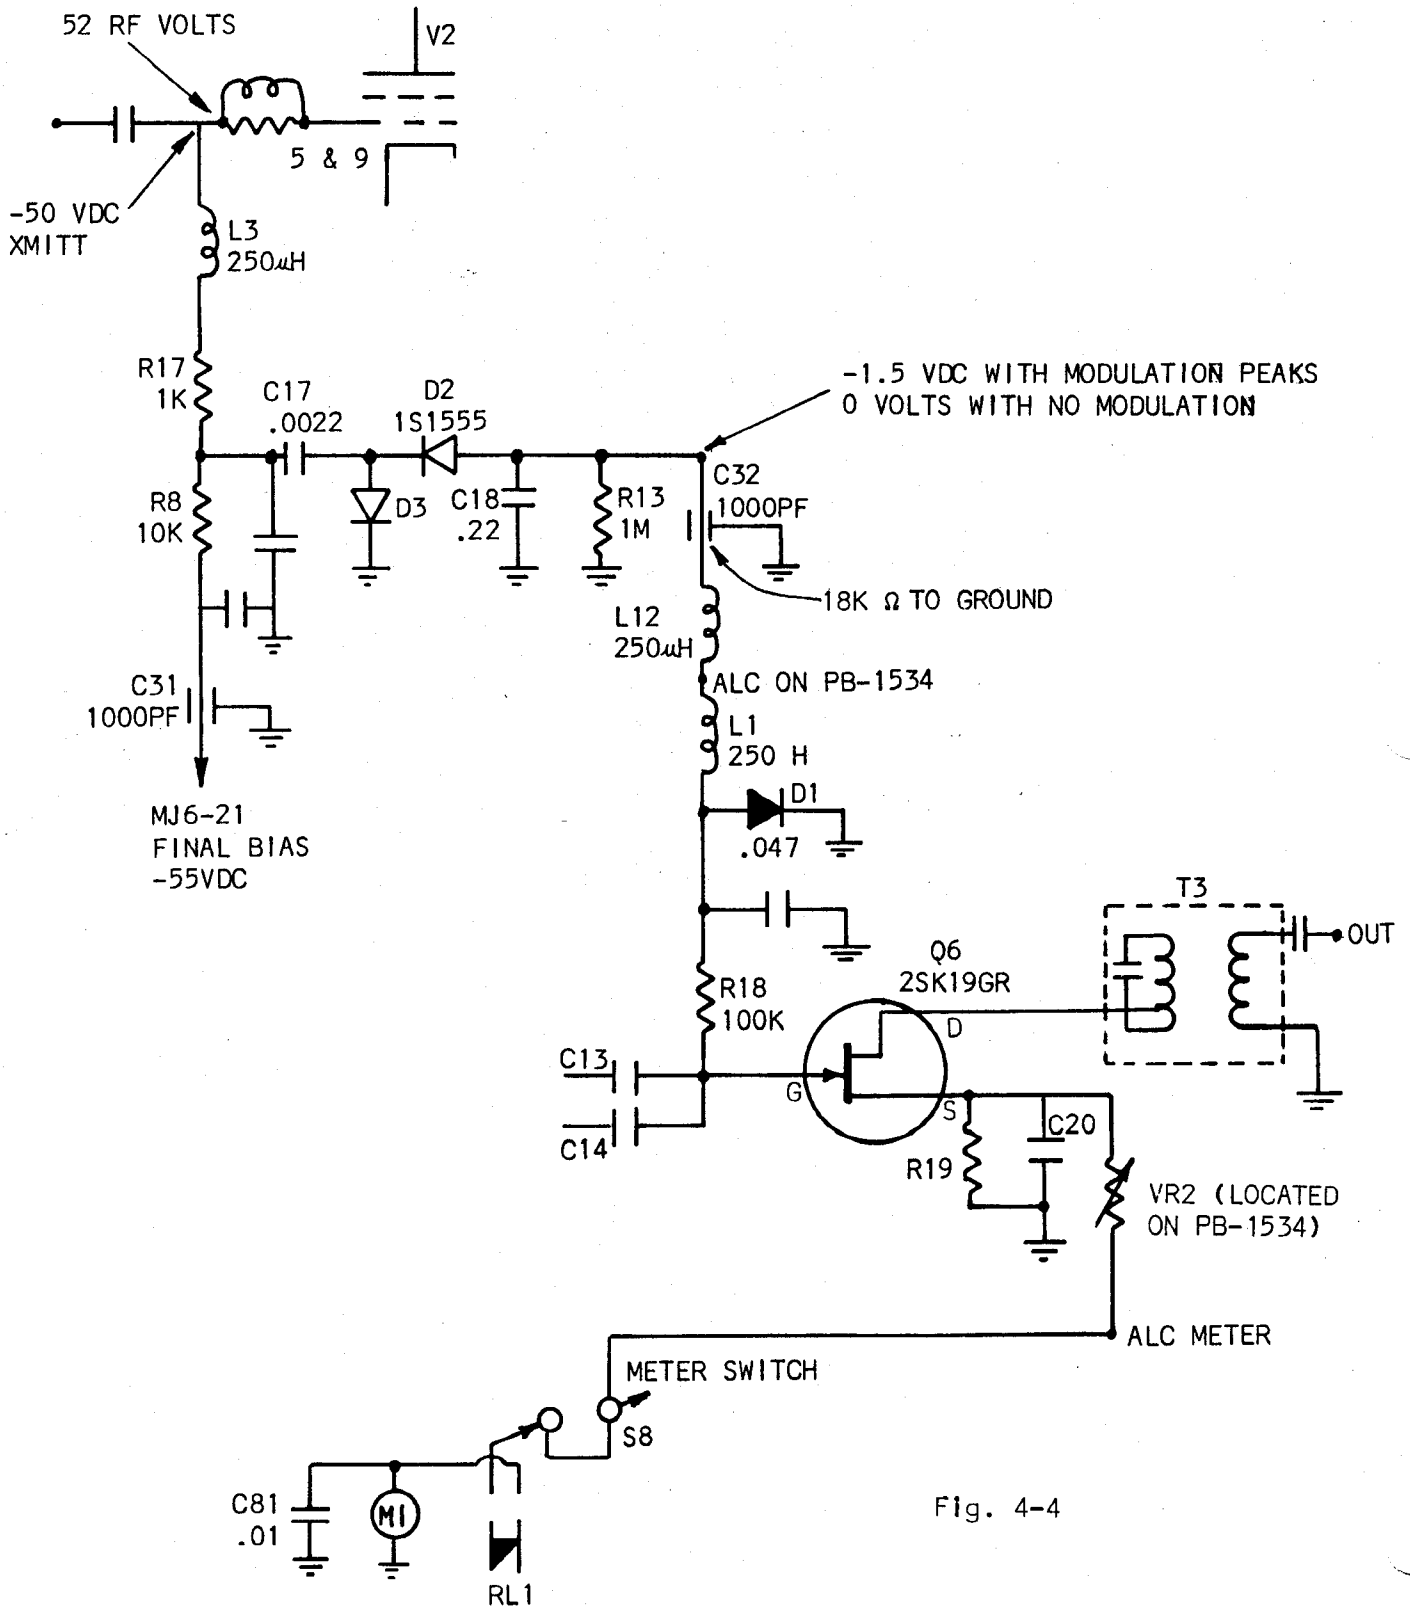 52 RF VOLTS
V2
5 & 9
-50 VDC
XMITT
L3
250uH
R17
1K
C17
.0022
D2
1S1555
-1.5 VDC WITH MODULATION PEAKS
0 VOLTS WITH NO MODULATION
R8
10K
D3
C18
.22
R13
1M
C32
1000PF
18K Ω TO GROUND
L12
250uH
ALC ON PB-1534
C31
1000PF
L1
250 H
MJ6-21
FINAL BIAS
-55VDC
D1
.047
T3
OUT
Q6
2SK19GR
D
R18
100K
C13
G
S
C14
C20
R19
VR2 (LOCATED
ON PB-1534)
ALC METER
METER SWITCH
S8
C81
.01
M1
RL1
Fig. 4-4